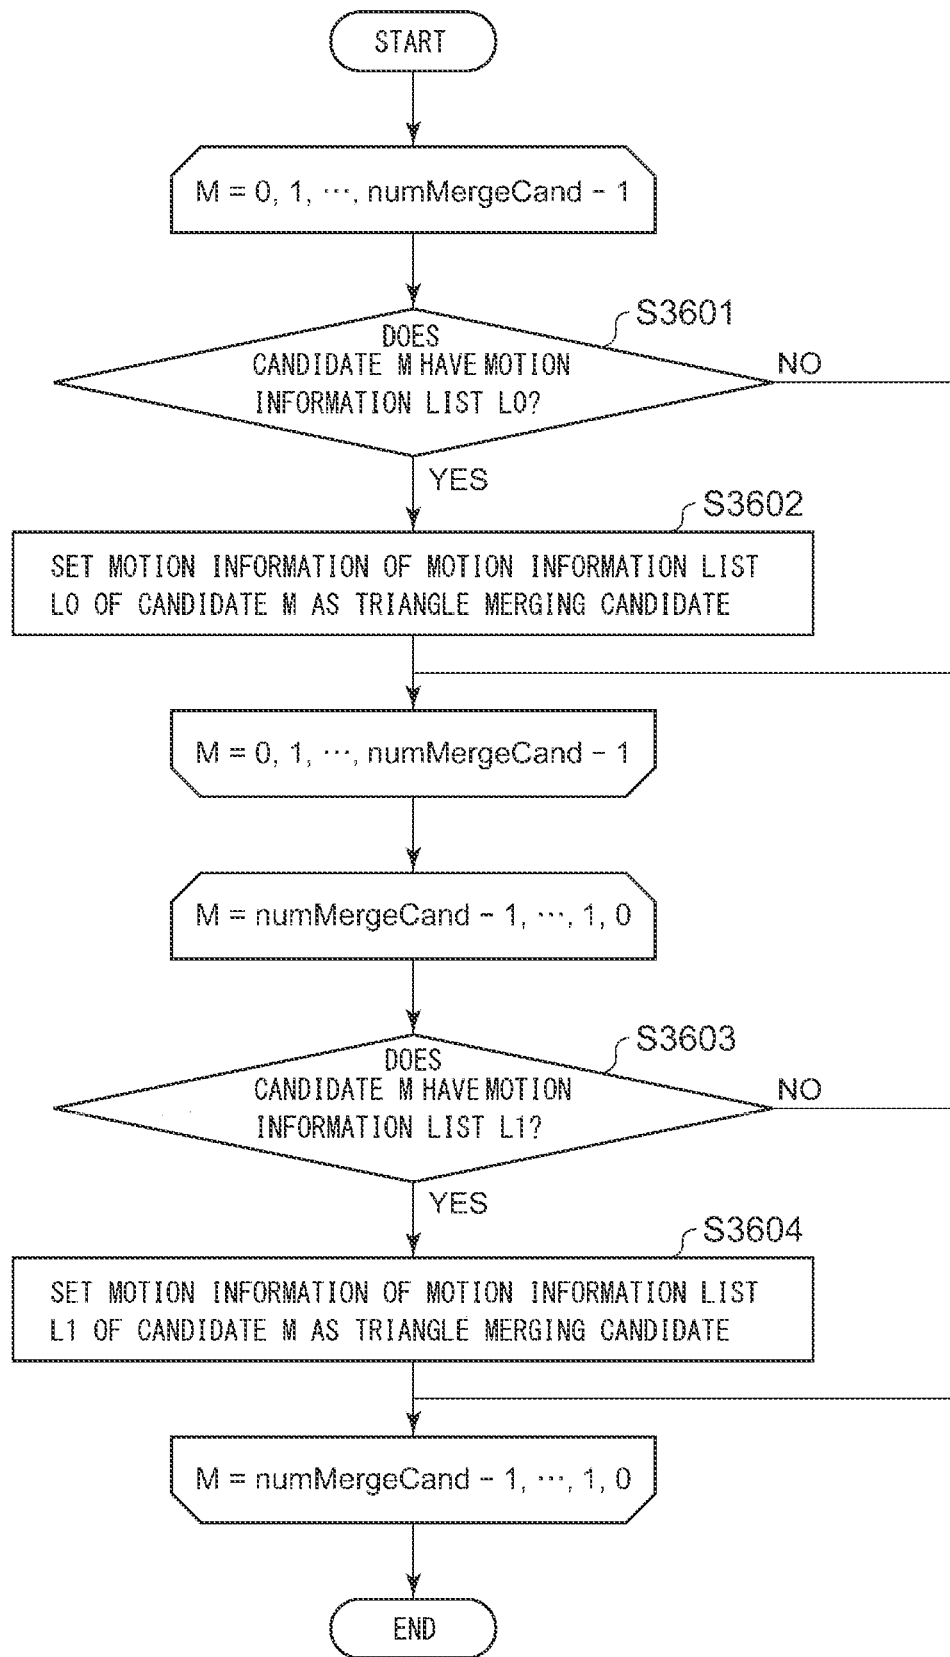 START
M = 0, 1, ⋯, numMergeCand − 1
S3601
DOES
CANDIDATE M HAVE MOTION
INFORMATION LIST L0?
NO
YES
S3602
SET MOTION INFORMATION OF MOTION INFORMATION LIST
L0 OF CANDIDATE M AS TRIANGLE MERGING CANDIDATE
M = 0, 1, ⋯, numMergeCand − 1
M = numMergeCand − 1, ⋯, 1, 0
S3603
DOES
CANDIDATE M HAVE MOTION
INFORMATION LIST L1?
NO
YES
S3604
SET MOTION INFORMATION OF MOTION INFORMATION LIST
L1 OF CANDIDATE M AS TRIANGLE MERGING CANDIDATE
M = numMergeCand − 1, ⋯, 1, 0
END